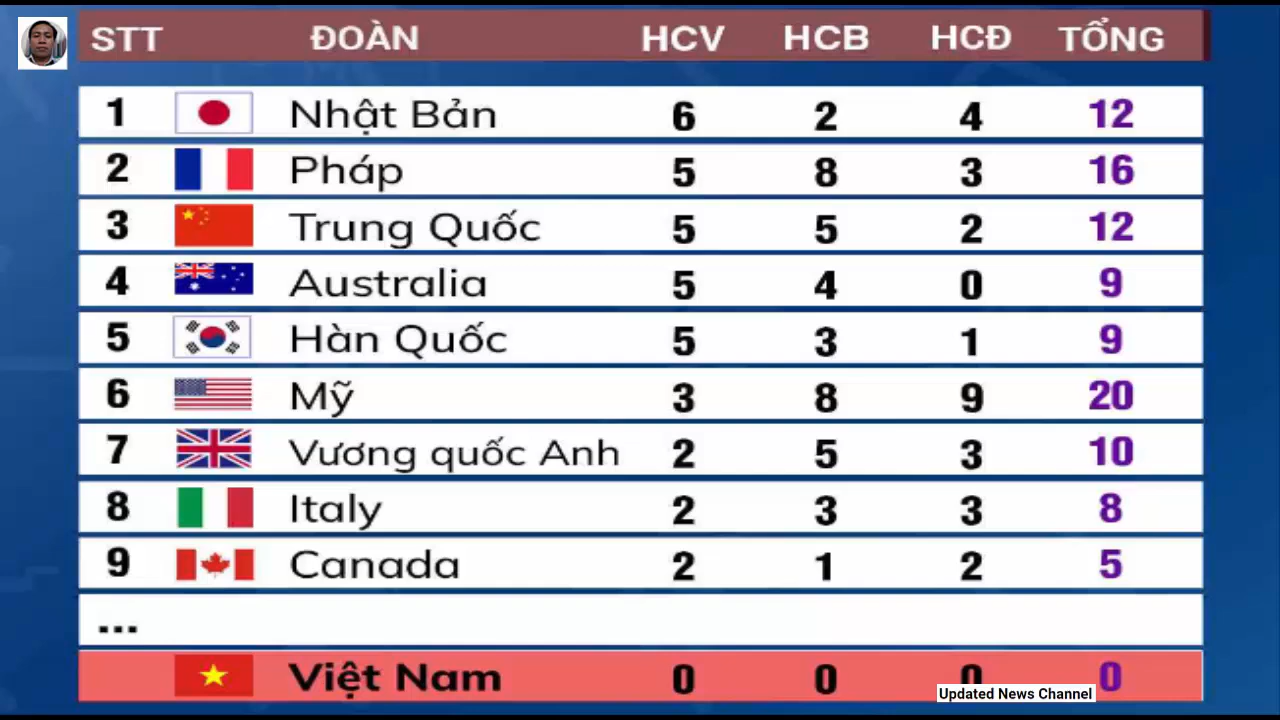 STT ĐOÀN HCV HCB HCĐ TỔNG
1 Nhật Bản 6 2 4 12
2 Pháp 5 8 3 16
3 Trung Quốc 5 5 2 12
4 Australia 5 4 0 9
5 Hàn Quốc 5 3 1 9
6 Mỹ 3 8 9 20
7 Vương quốc Anh 2 5 3 10
8 Italy 2 3 3 8
9 Canada 2 1 2 5
...
Việt Nam 0 0 0 0
Updated News Channel